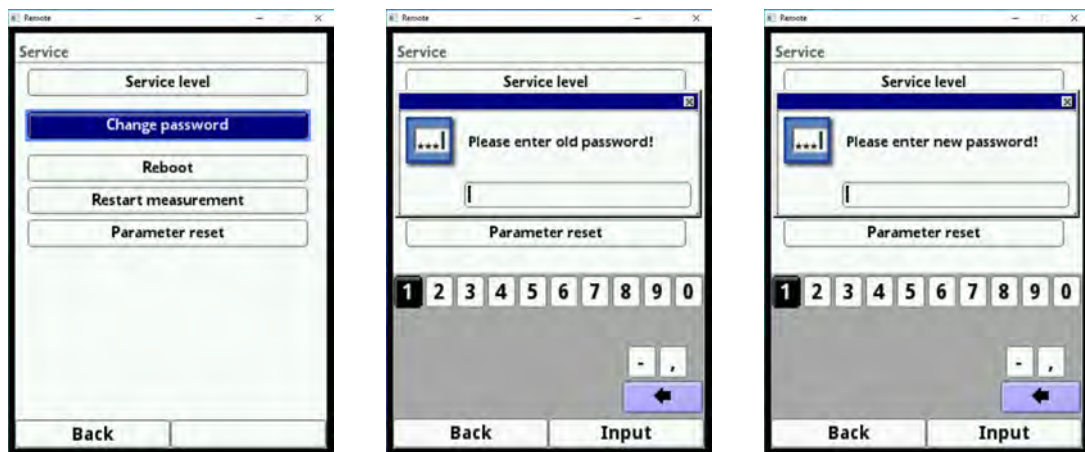 Remote
Service
Service level
Change password
Reboot
Restart measurement
Parameter reset
Back
Remote
Service
Service level
***
Please enter old password!
Parameter reset
1 2 3 4 5 6 7 8 9 0
- ,
Back Input
Remote
Service
Service level
***
Please enter new password!
Parameter reset
1 2 3 4 5 6 7 8 9 0
- ,
Back Input